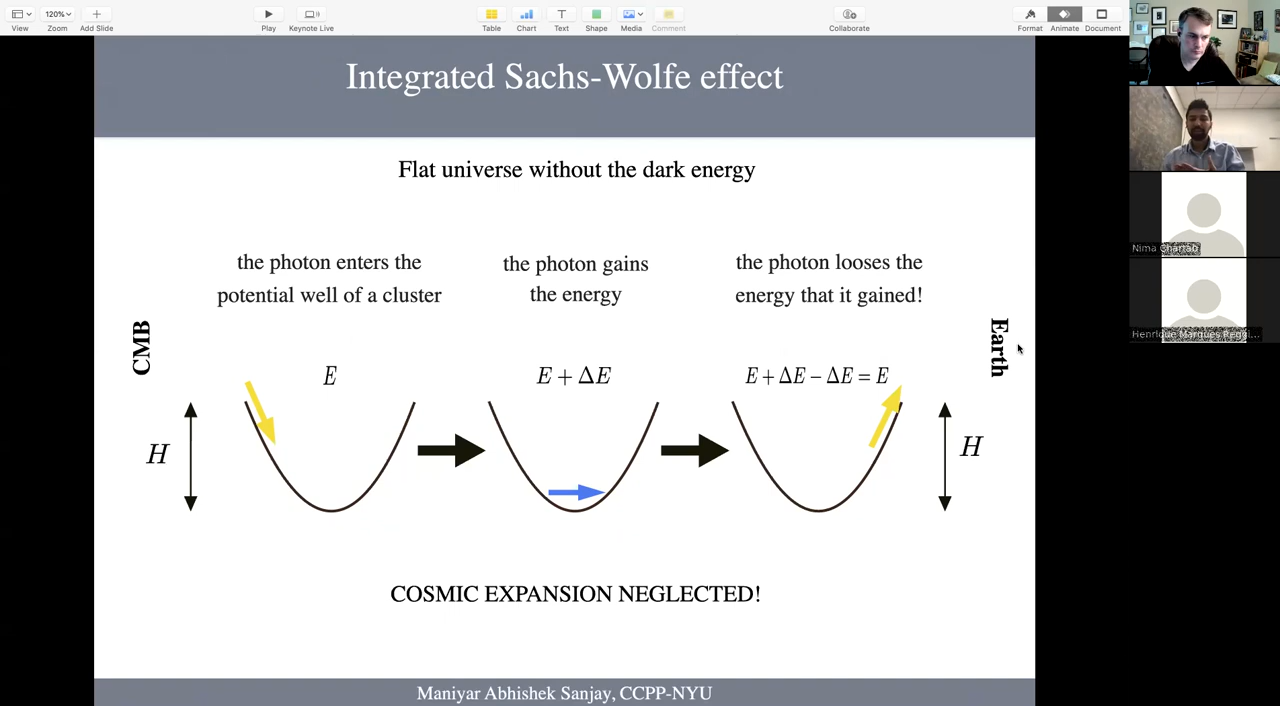 120%
View
Zoom
Add Slide
Play
Keynote Live
Table
Chart
Text
Shape
Media
Comment
Collaborate
Format
Animate
Document
Integrated Sachs-Wolfe effect
Flat universe without the dark energy
the photon enters the
potential well of a cluster
the photon gains
the energy
the photon looses the
energy that it gained!
CMB
Earth
E
E + ΔE
E + ΔE − ΔE = E
H
H
COSMIC EXPANSION NEGLECTED!
Maniyar Abhishek Sanjay, CCPP-NYU
Nima Chartab
Henrique Marques